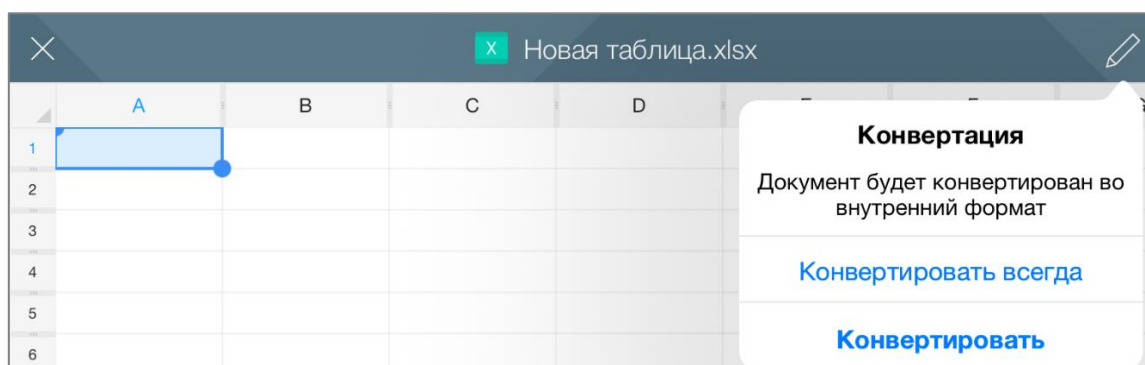 X Новая таблица.xlsx
A B C D
Конвертация
1
Документ будет конвертирован во
2
внутренний формат
3
4 Конвертировать всегда
5
6 Конвертировать